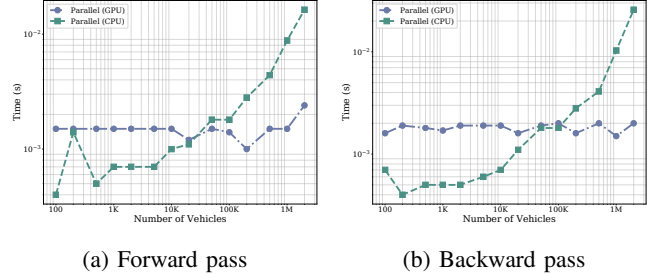 Parallel (GPU)
Parallel (CPU)
10⁻²
10⁻³
Time (s)
100
1K
10K
100K
1M
Number of Vehicles
(a) Forward pass
Parallel (GPU)
Parallel (CPU)
10⁻²
10⁻³
Time (s)
100
1K
10K
100K
1M
Number of Vehicles
(b) Backward pass